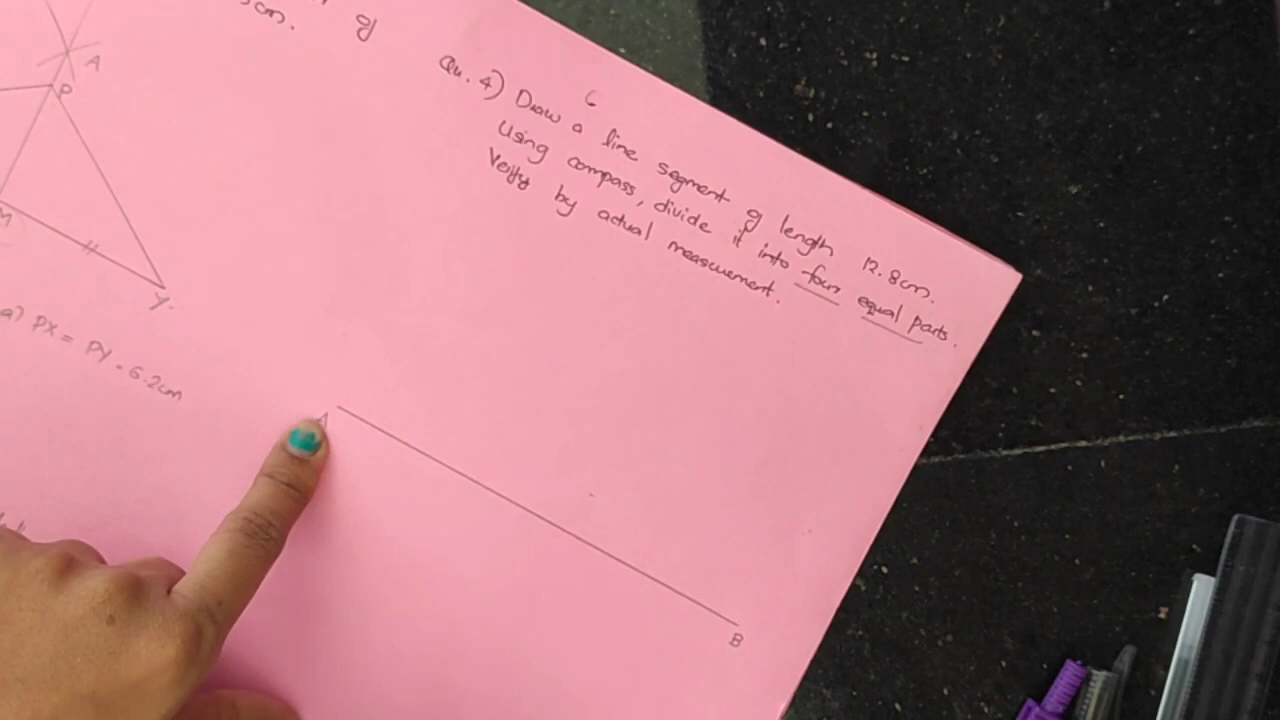 of
cm.
A
P
M
Y
a) PX = PY = 6.2cm
Qu. 4) Draw a line segment of length 12.8cm.
Using compass, divide it into four equal parts.
Verify by actual measurement.
A
B